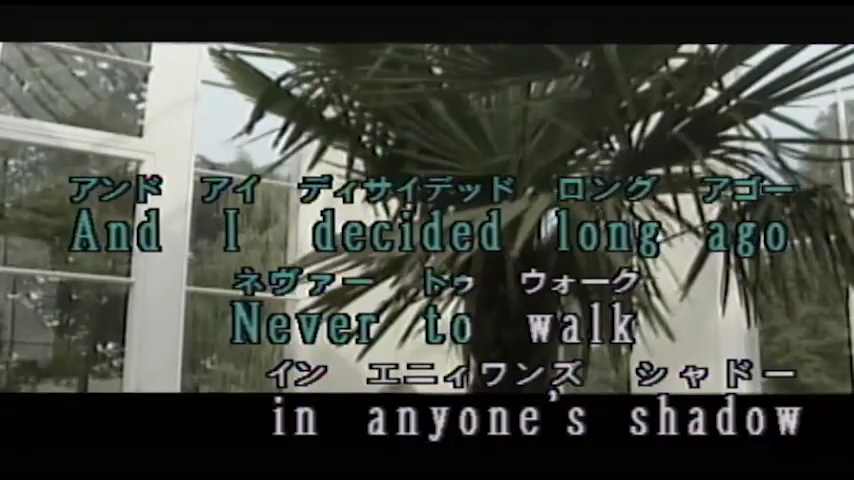 アンド アイ ディサイデッド ロング アゴー
And I decided long ago
ネヴァー トゥ ウォーク
Never to walk
イン エニィワンズ シャドー
in anyone's shadow